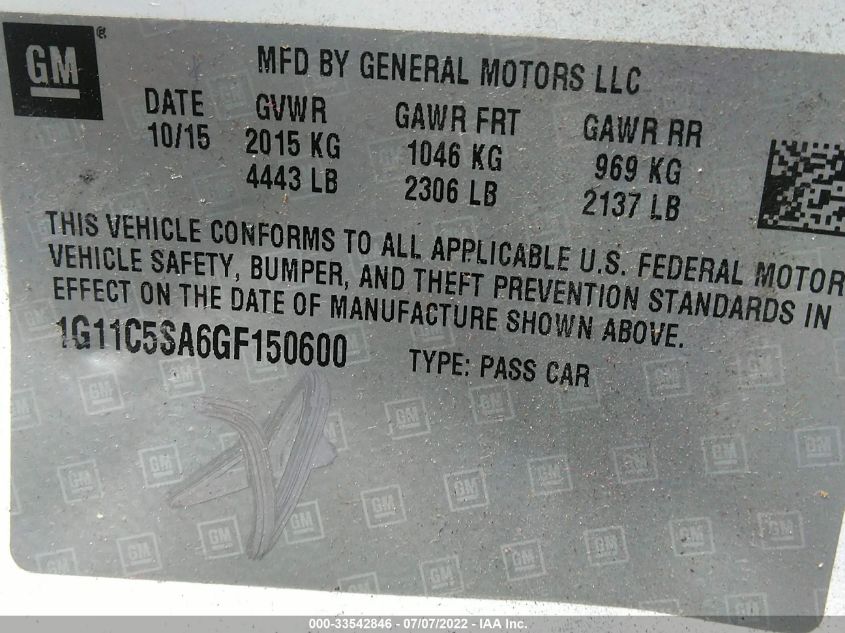 GM®
MFD BY GENERAL MOTORS LLC
DATE GVWR GAWR FRT GAWR RR
10/15 2015 KG 1046 KG 969 KG
4443 LB 2306 LB 2137 LB
THIS VEHICLE CONFORMS TO ALL APPLICABLE U.S. FEDERAL MOTOR
VEHICLE SAFETY, BUMPER, AND THEFT PREVENTION STANDARDS IN
EFFECT ON THE DATE OF MANUFACTURE SHOWN ABOVE.
1G11C5SA6GF150600 TYPE: PASS CAR
000-33542846 - 07/07/2022 - IAA Inc.